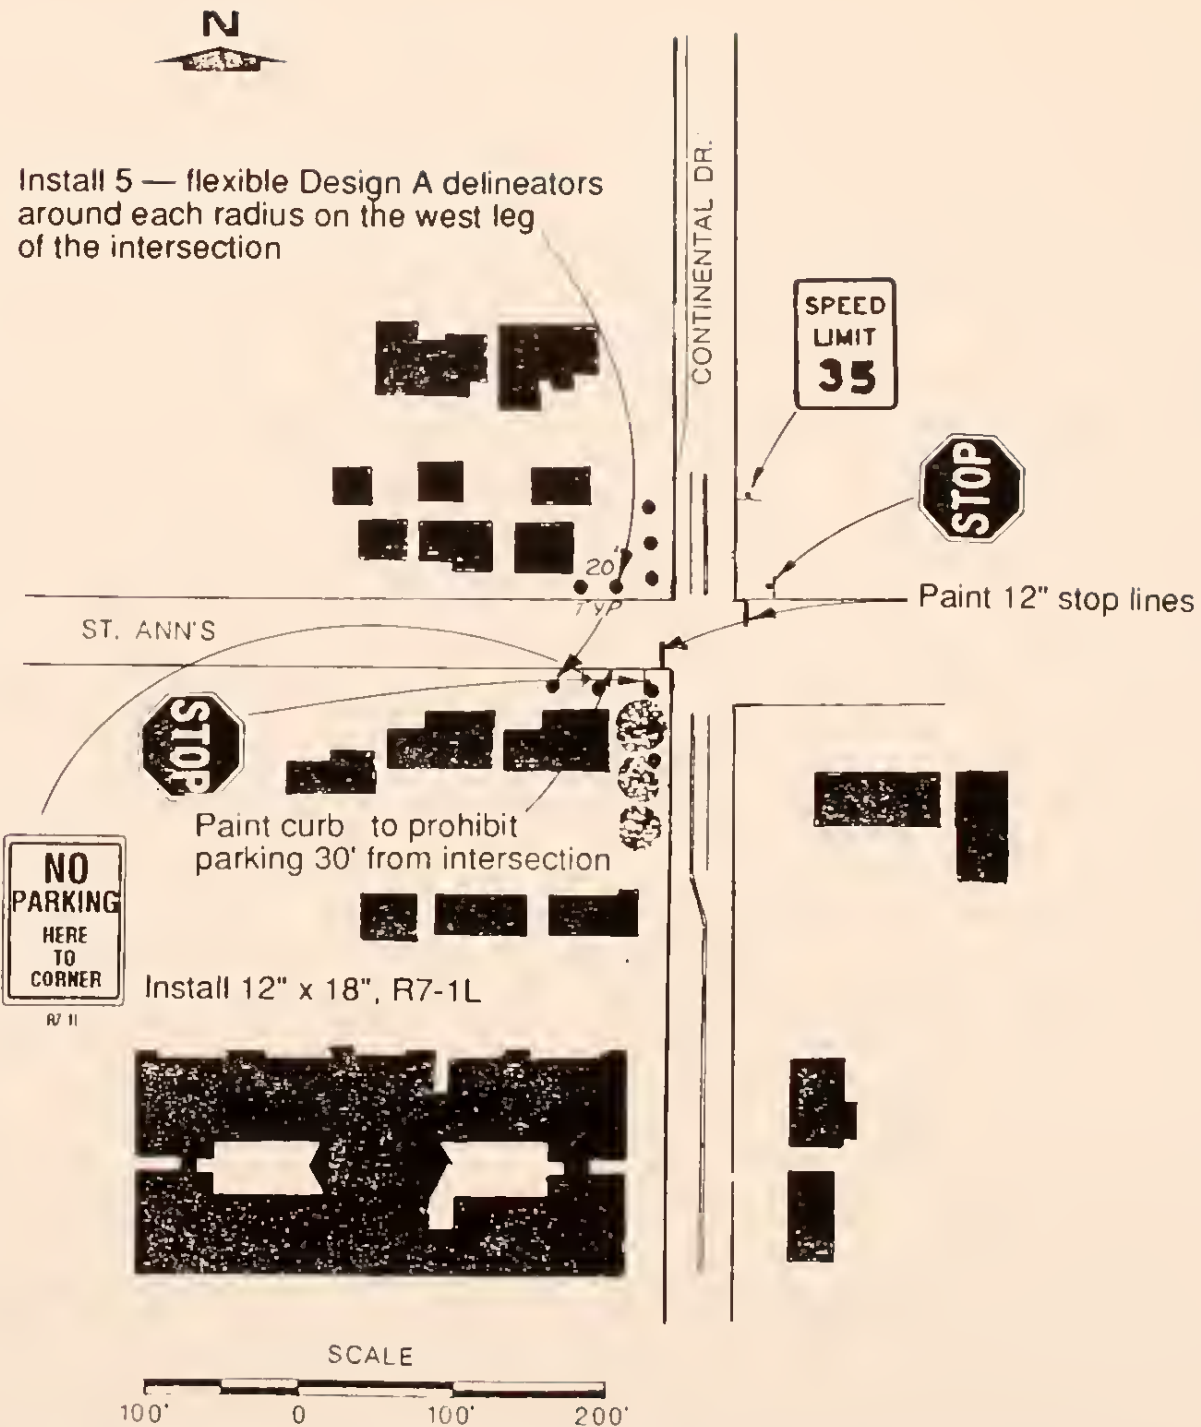 N
Install 5 — flexible Design A delineators
around each radius on the west leg
of the intersection
CONTINENTAL DR.
SPEED
LIMIT
35
STOP
20'
TYP
Paint 12" stop lines
ST. ANN'S
STOP
Paint curb to prohibit
parking 30' from intersection
NO
PARKING
HERE
TO
CORNER
Install 12" x 18", R7-1L
SCALE
100' 0 100' 200'